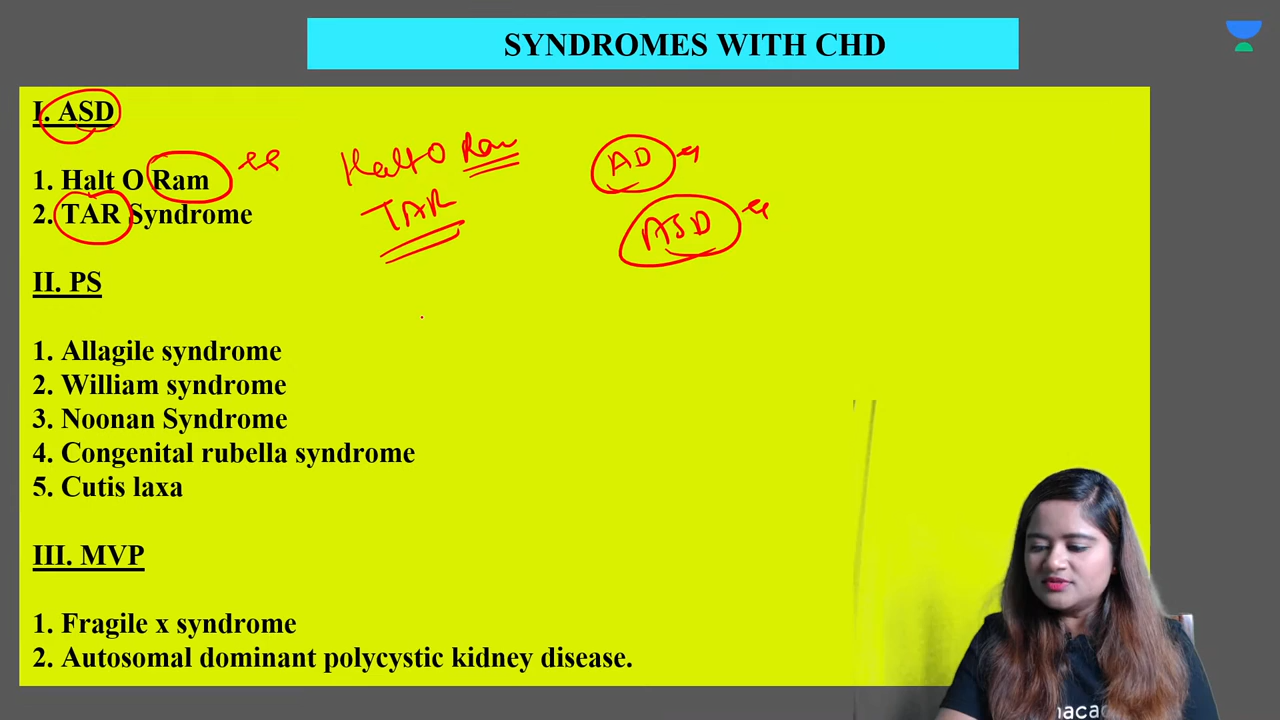 SYNDROMES WITH CHD
I. ASD
1. Halt O Ram
2. TAR Syndrome
Halt O Ram
TAR
AD
ASD
II. PS
1. Allagile syndrome
2. William syndrome
3. Noonan Syndrome
4. Congenital rubella syndrome
5. Cutis laxa
III. MVP
1. Fragile x syndrome
2. Autosomal dominant polycystic kidney disease.